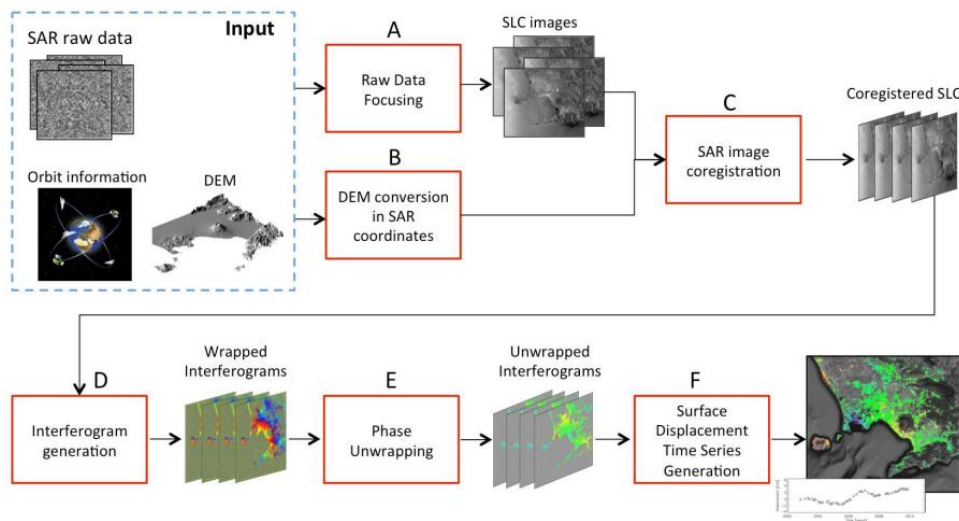 Input
SAR raw data
Orbit information
DEM
A
Raw Data
Focusing
SLC images
B
DEM conversion
in SAR
coordinates
C
SAR image
coregistration
Coregistered SLC
D
Interferogram
generation
Wrapped
Interferograms
E
Phase
Unwrapping
Unwrapped
Interferograms
F
Surface
Displacement
Time Series
Generation